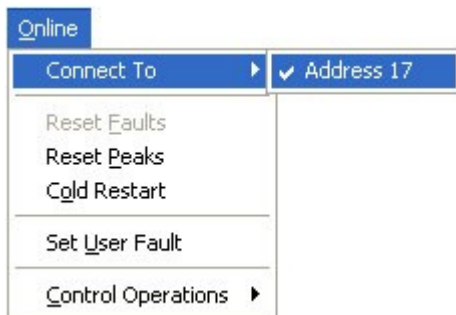 Online
Connect To
Address 17
Reset Faults
Reset Peaks
Cold Restart
Set User Fault
Control Operations